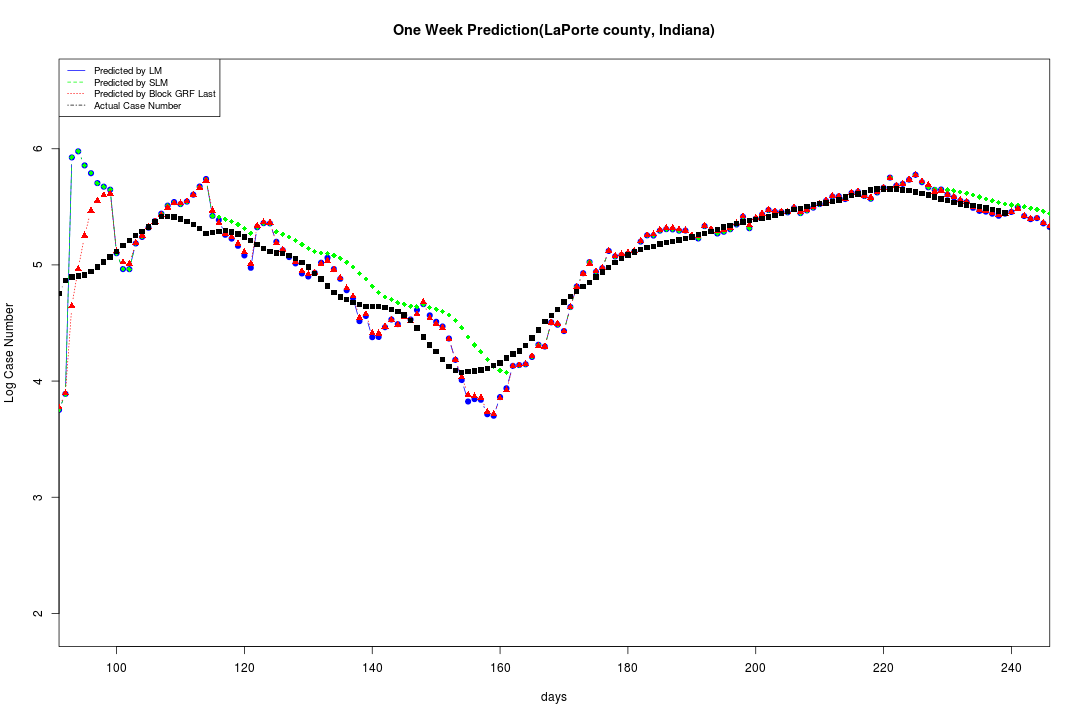 One Week Prediction(LaPorte county, Indiana)
Predicted by LM
Predicted by SLM
Predicted by Block GRF Last
Actual Case Number
6
5
4
3
2
Log Case Number
100 120 140 160 180 200 220 240
days